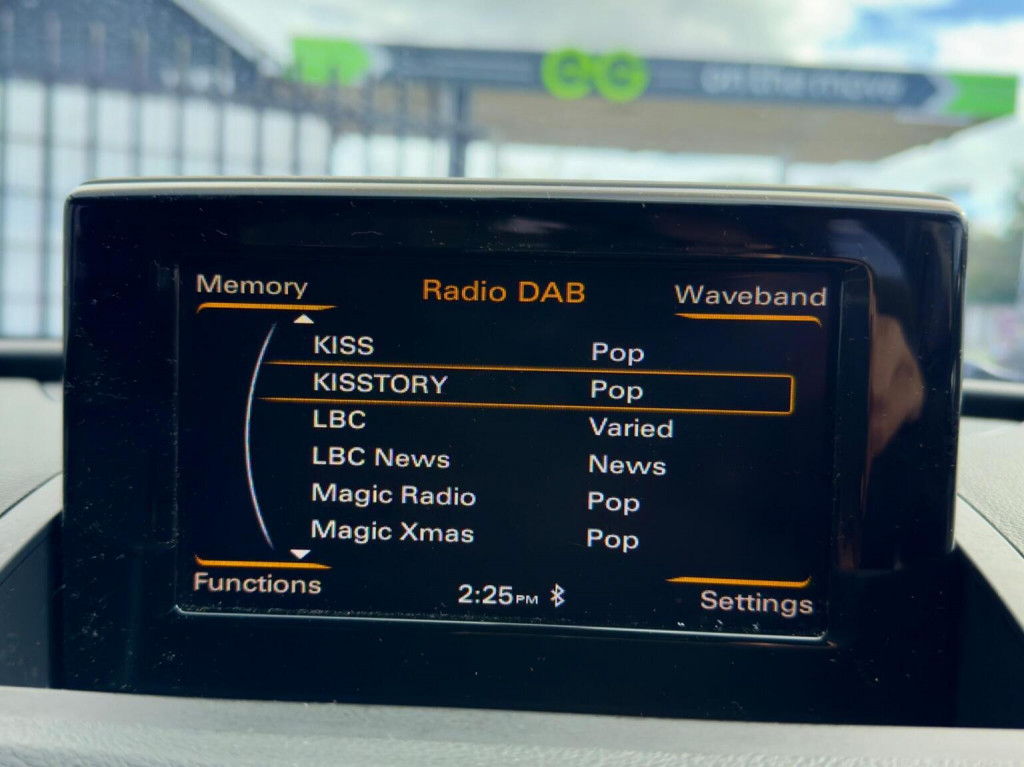 eG on the move
Memory Radio DAB Waveband
KISS Pop
KISSTORY Pop
LBC Varied
LBC News News
Magic Radio Pop
Magic Xmas Pop
Functions 2:25PM Settings